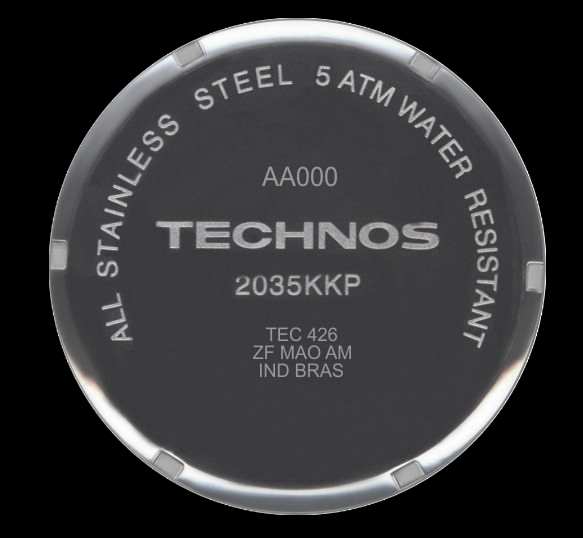 ALL STAINLESS STEEL 5 ATM WATER RESISTANT
AA000
TECHNOS
2035KKP
TEC 426
ZF MAO AM
IND BRAS